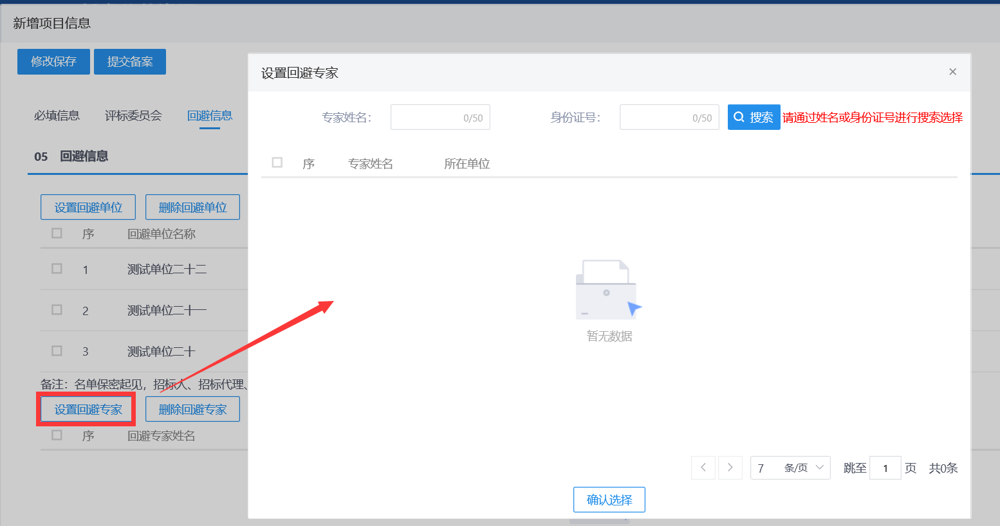 新增项目信息
修改保存 提交备案
必填信息 评标委员会 回避信息
05 回避信息
设置回避单位 删除回避单位
序 回避单位名称
1 测试单位二十二
2 测试单位二十一
3 测试单位二十
备注：名单保密起见，招标人、招标代理、
设置回避专家 删除回避专家
序 回避专家姓名
设置回避专家 ×
专家姓名： 0/50 身份证号： 0/50 搜索 请通过姓名或身份证号进行搜索选择
序 专家姓名 所在单位
暂无数据
7 条/页 跳至 1 页 共0条
确认选择